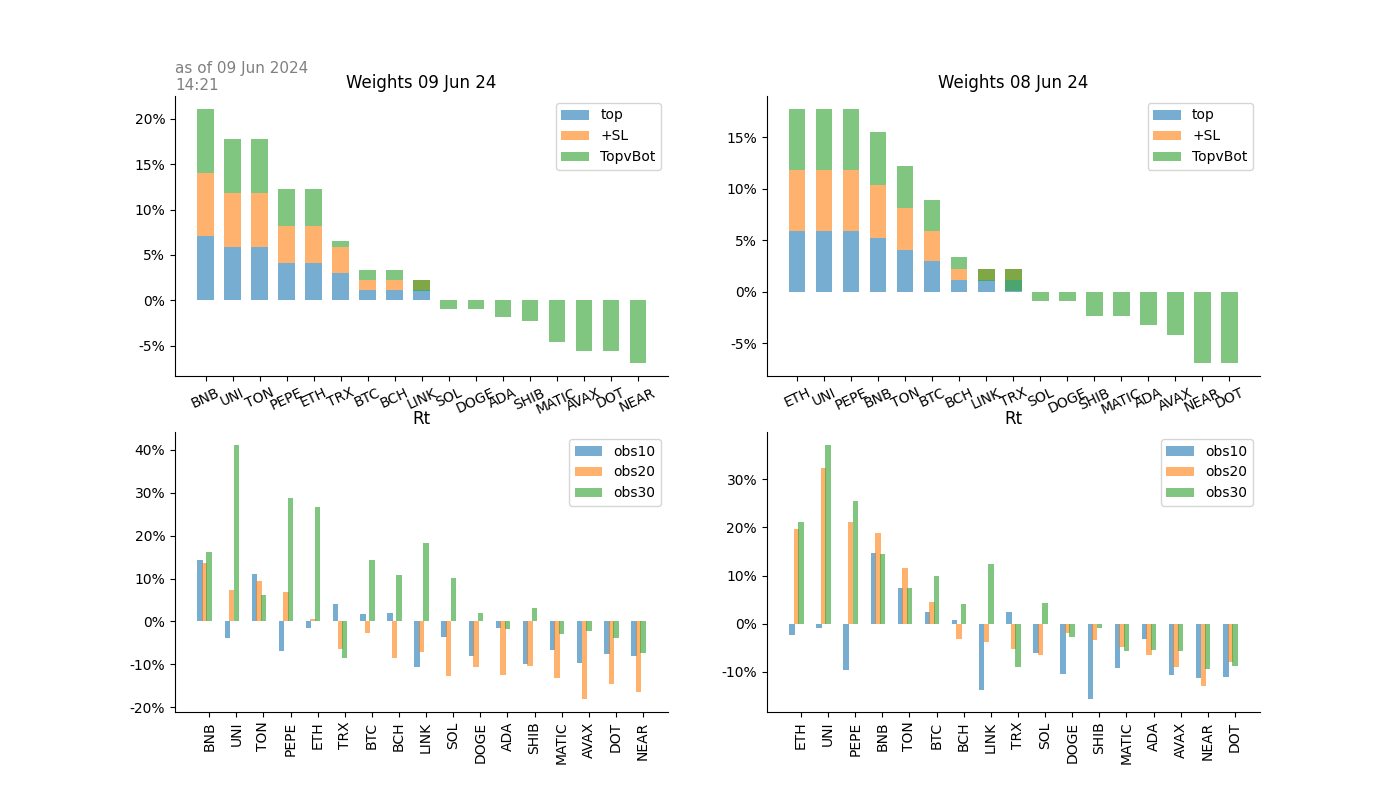 as of 09 Jun 2024
14:21
Weights 09 Jun 24
20%
15%
10%
5%
0%
-5%
top
+SL
TopvBot
BNB UNI TON PEPE ETH TRX BTC BCH LINK SOL DOGE ADA SHIB MATIC AVAX DOT NEAR
Weights 08 Jun 24
15%
10%
5%
0%
-5%
top
+SL
TopvBot
ETH UNI PEPE BNB TON BTC BCH LINK TRX SOL DOGE SHIB MATIC ADA AVAX NEAR DOT
Rt
40%
30%
20%
10%
0%
-10%
-20%
obs10
obs20
obs30
BNB UNI TON PEPE ETH TRX BTC BCH LINK SOL DOGE ADA SHIB MATIC AVAX DOT NEAR
Rt
30%
20%
10%
0%
-10%
obs10
obs20
obs30
ETH UNI PEPE BNB TON BTC BCH LINK TRX SOL DOGE SHIB MATIC ADA AVAX NEAR DOT